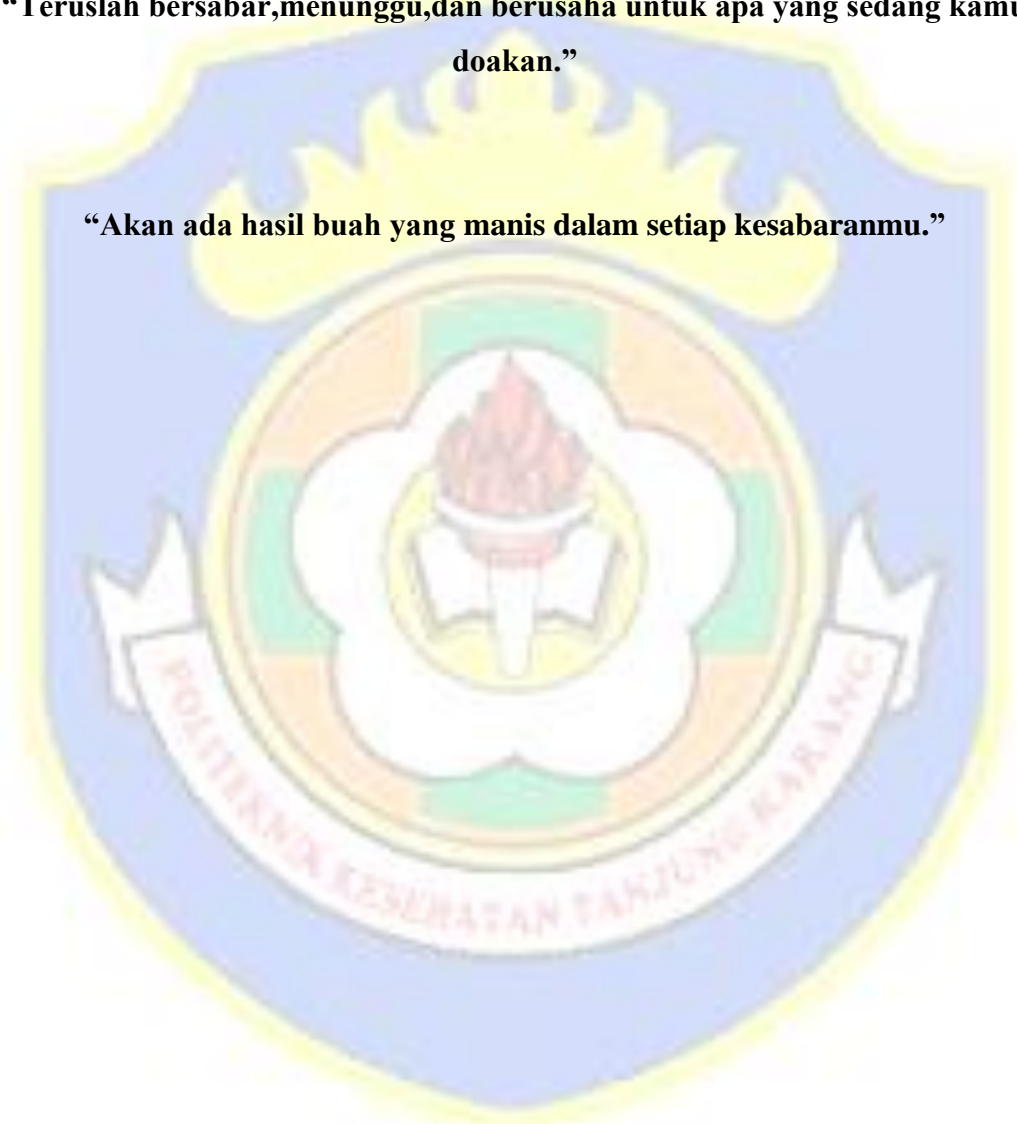 “Teruslah bersabar,menunggu,dan berusaha untuk apa yang sedang kamu
doakan.”
“Akan ada hasil buah yang manis dalam setiap kesabaranmu.”
POLITEKNIK KESEHATAN TANJUNG KARANG